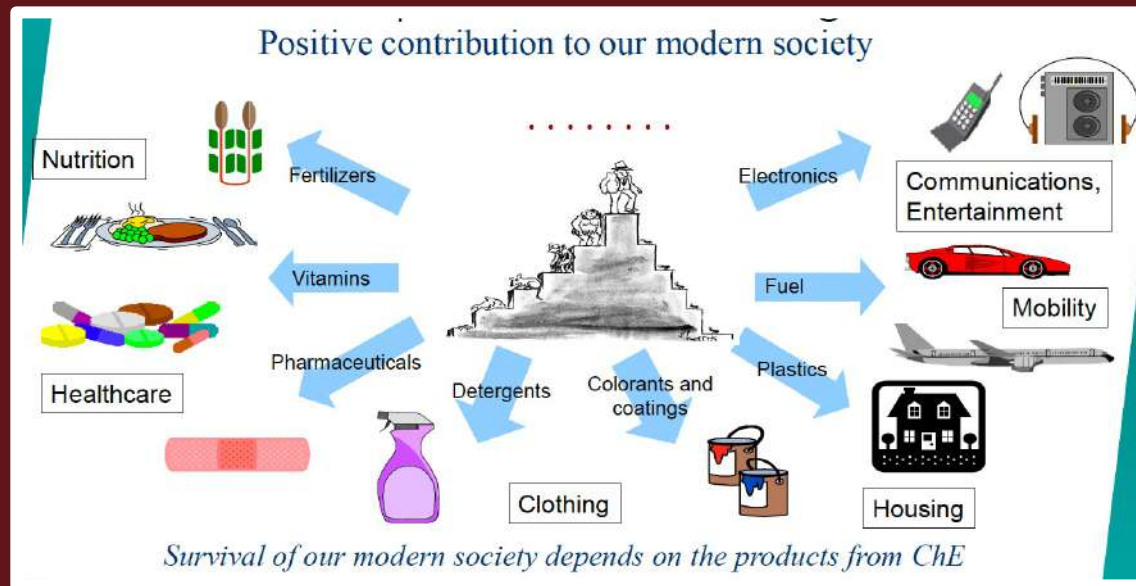 Positive contribution to our modern society
Nutrition
Fertilizers
Electronics
Communications,
Entertainment
Vitamins
Fuel
Mobility
Pharmaceuticals
Healthcare
Detergents
Colorants and
coatings
Plastics
Clothing
Housing
Survival of our modern society depends on the products from ChE